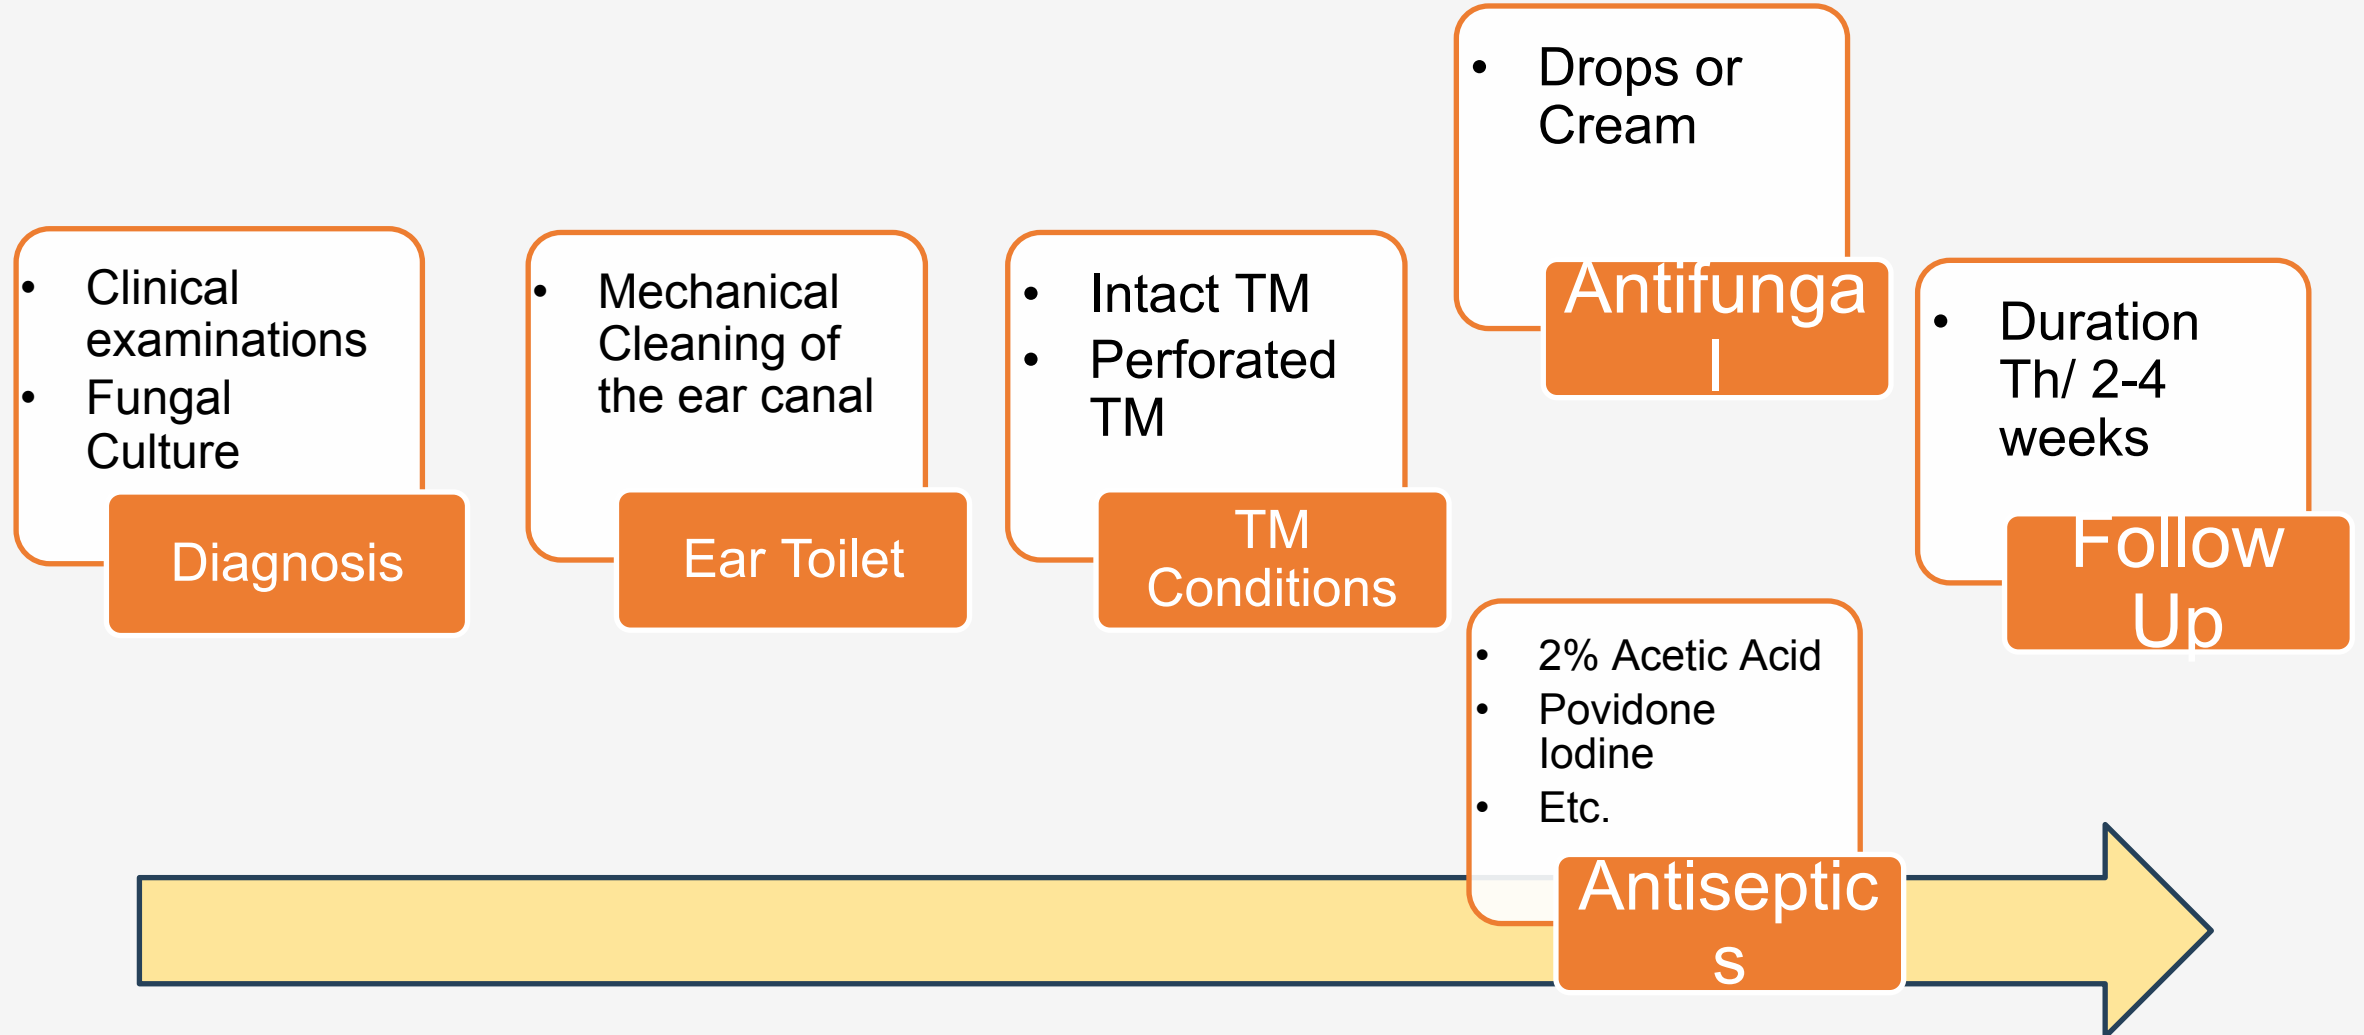 • Clinical
examinations
• Fungal
Culture
Diagnosis
• Mechanical
Cleaning of
the ear canal
Ear Toilet
• Intact TM
• Perforated
TM
TM
Conditions
• Drops or
Cream
Antifunga
l
• 2% Acetic Acid
• Povidone
Iodine
• Etc.
Antiseptic
s
• Duration
Th/ 2-4
weeks
Follow
Up